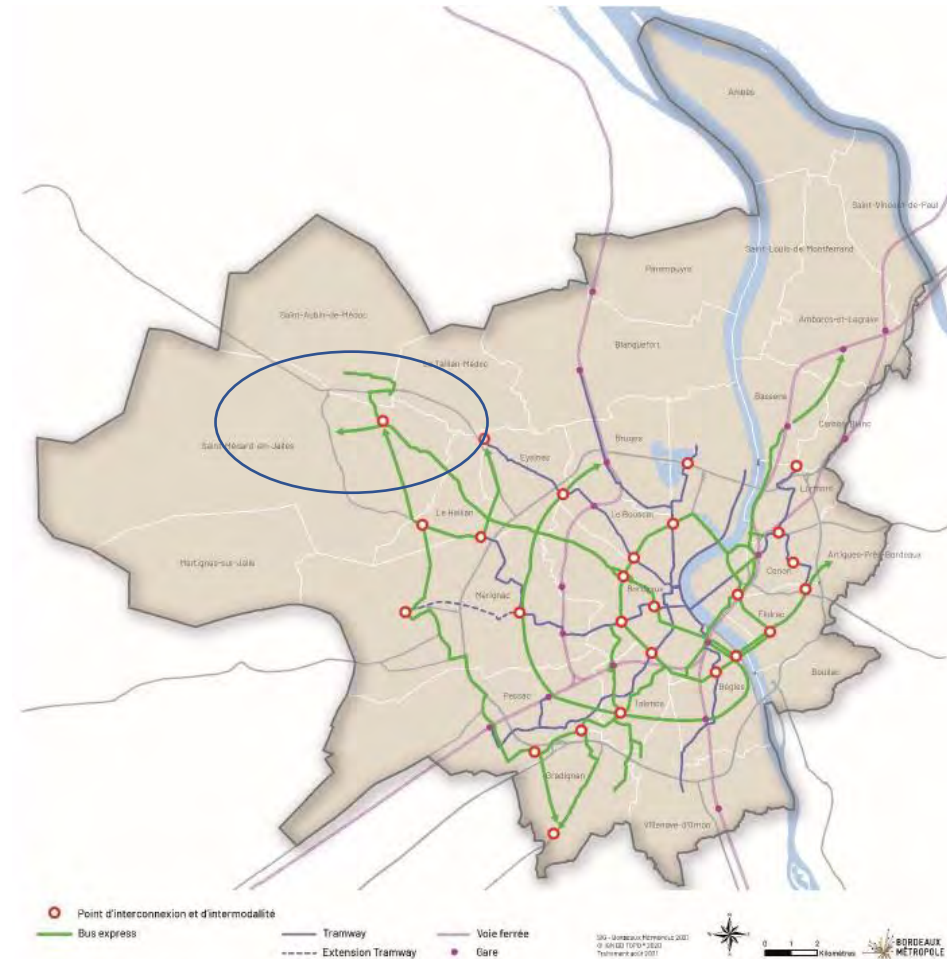 Ambès
Saint-Vincent-de-Paul
Saint-Louis-de-Montferrand
Parempuyre
Saint-Aubin-de-Médoc
Ambarès-et-Lagrave
Blanquefort
Le Taillan-Médoc
Bassens
Carbon-Blanc
Saint-Médard-en-Jalles
Eysines
Bruges
Lormont
Le Haillan
Le Bouscat
Artigues-Près-Bordeaux
Martignas-sur-Jalle
Cenon
Mérignac
Bordeaux
Floirac
Bouliac
Pessac
Bègles
Talence
Gradignan
Villenave-d'Ornon
Point d'interconnexion et d'intermodalité
Bus express
Tramway
Extension Tramway
Voie ferrée
Gare
0 1 2
Kilomètres
BORDEAUX
MÉTROPOLE